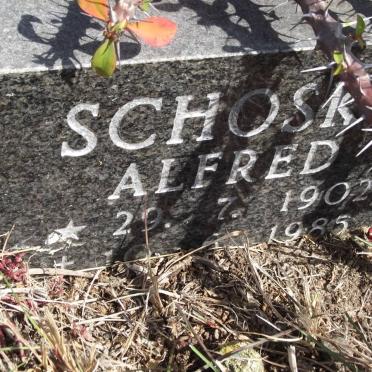 SCHOSK
ALFRED
29. 7. 1902
1985